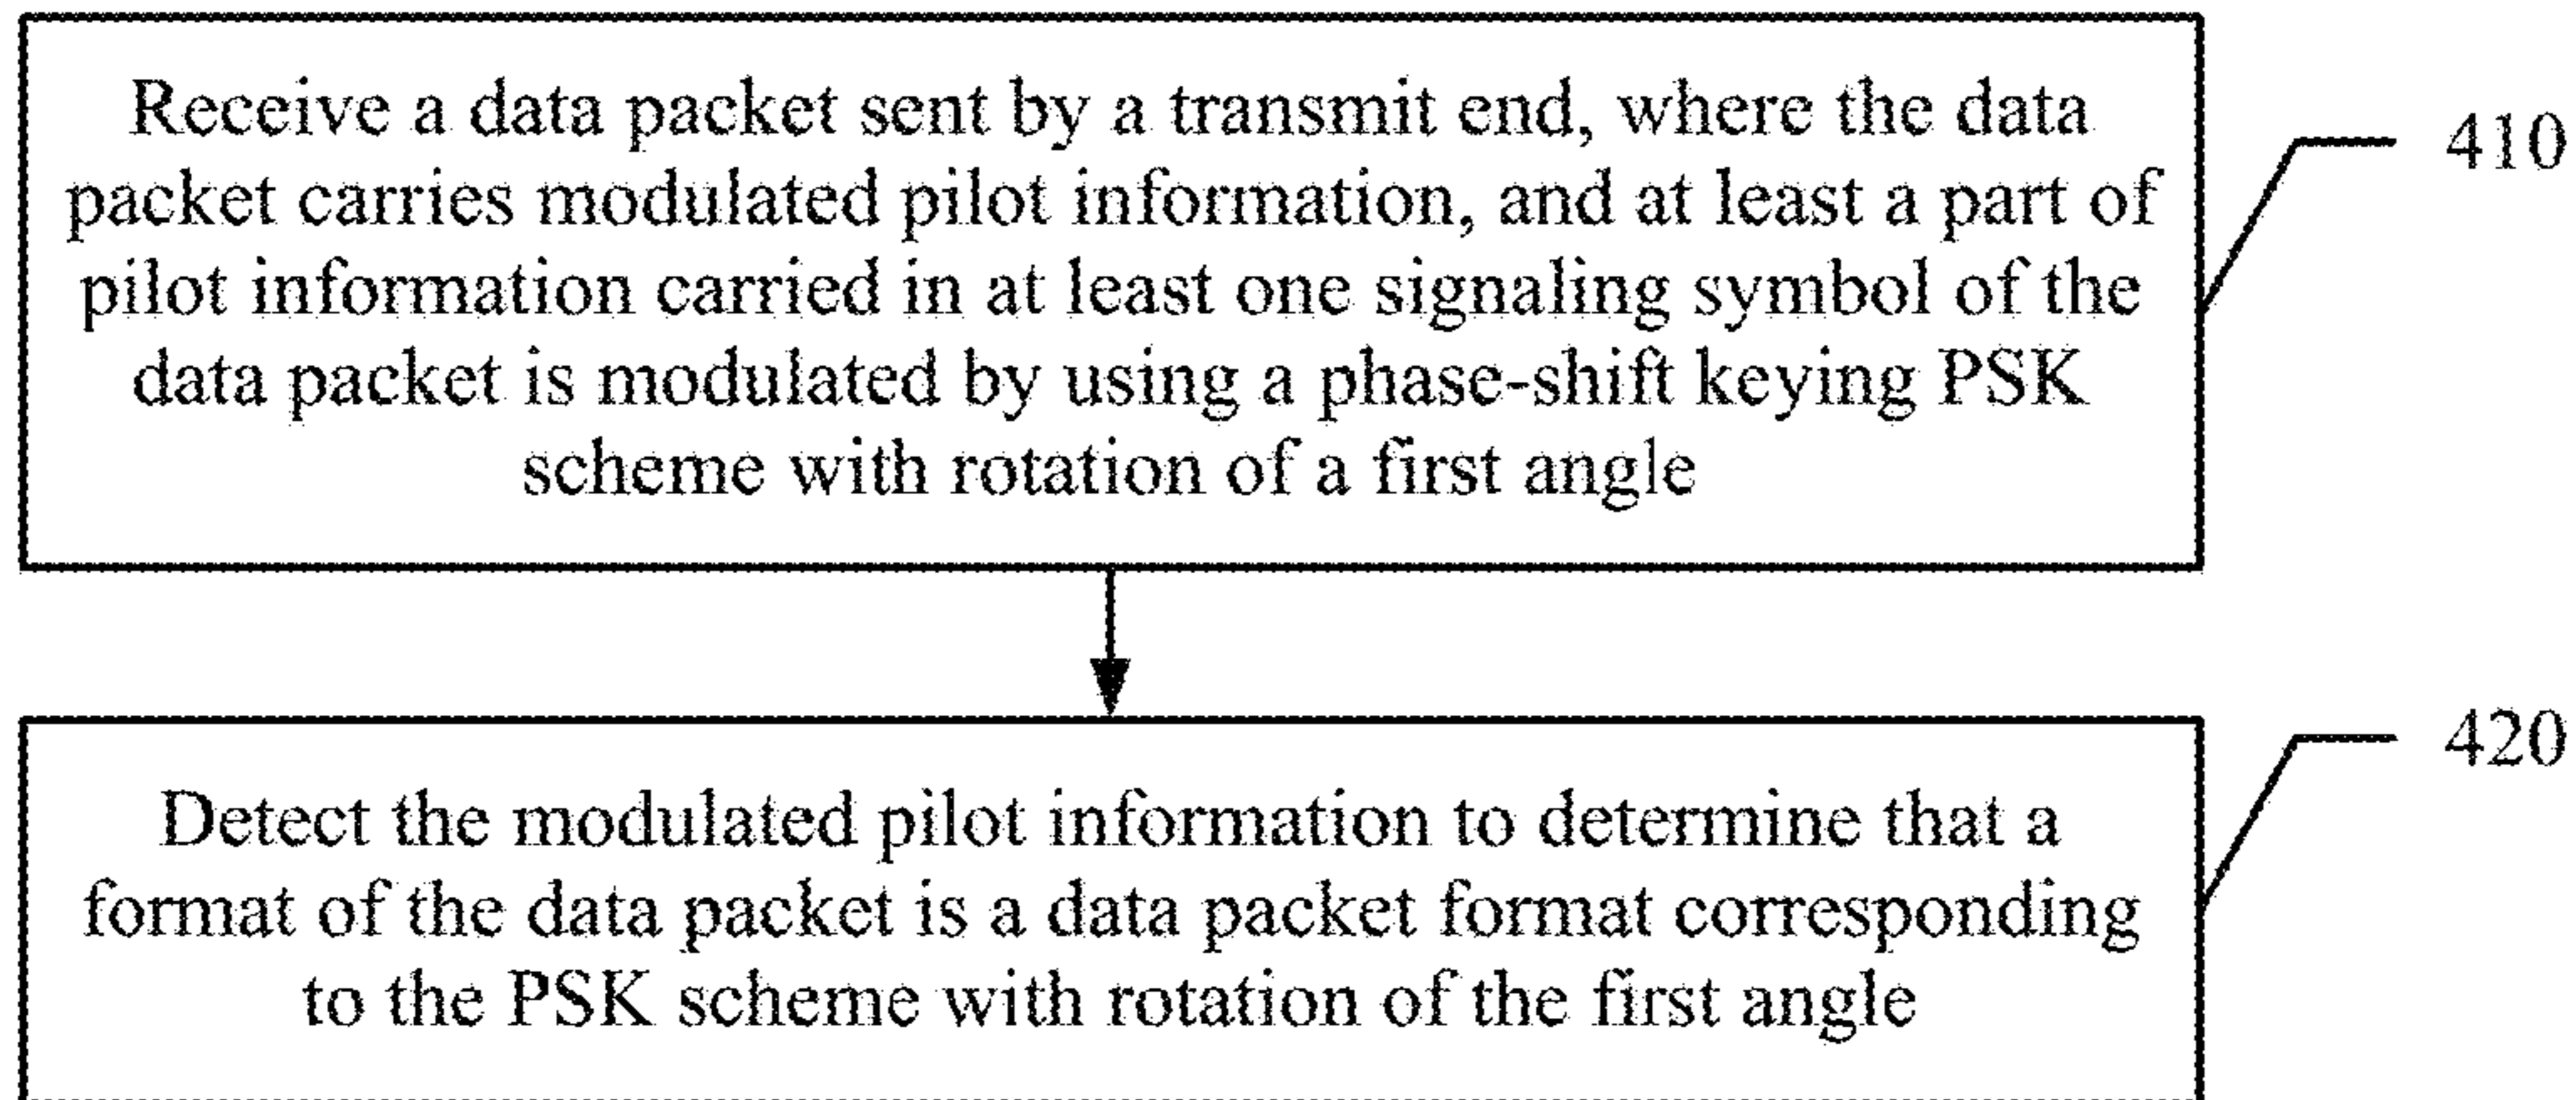 Receive a data packet sent by a transmit end, where the data
packet carries modulated pilot information, and at least a part of
pilot information carried in at least one signaling symbol of the
data packet is modulated by using a phase-shift keying PSK
scheme with rotation of a first angle
410
Detect the modulated pilot information to determine that a
format of the data packet is a data packet format corresponding
to the PSK scheme with rotation of the first angle
420